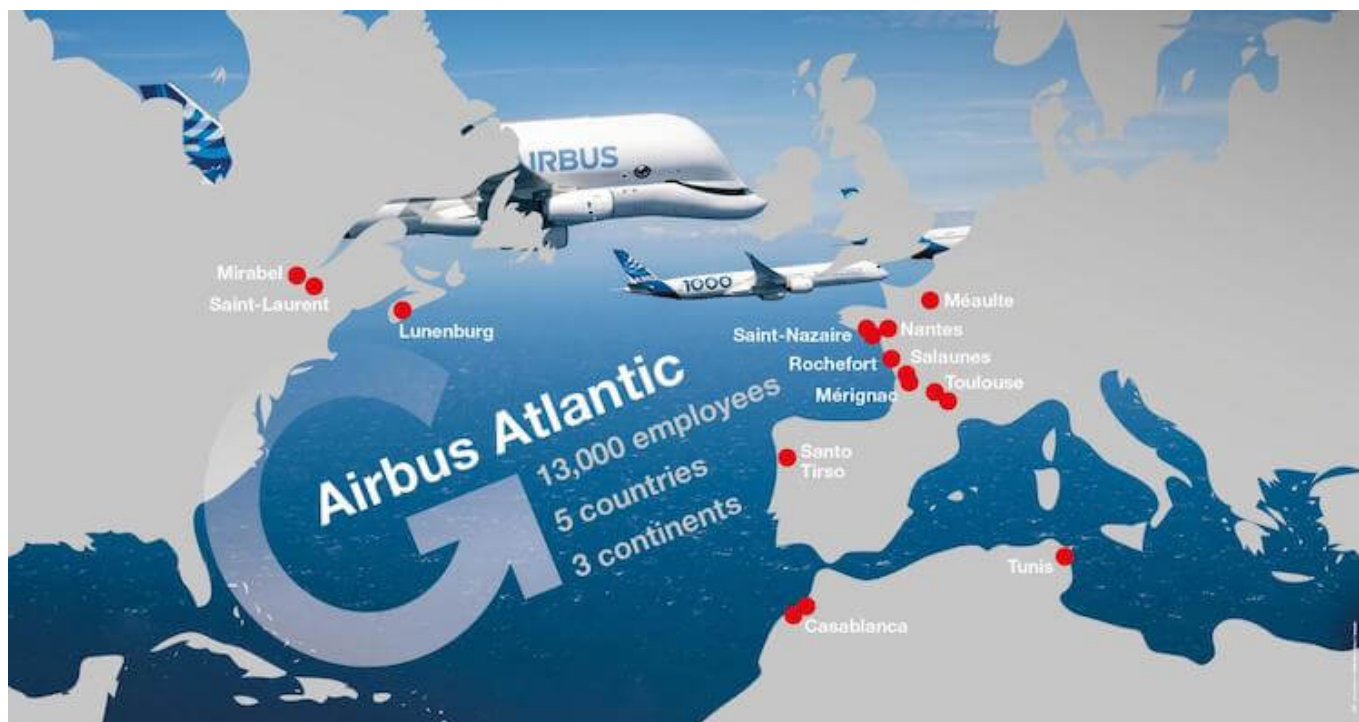 IRBUS
1000
Mirabel
Saint-Laurent
Lunenburg
Méaulte
Saint-Nazaire
Nantes
Rochefort
Salaunes
Mérignac
Toulouse
Airbus Atlantic
13,000 employees
5 countries
3 continents
Santo
Tirso
Tunis
Casablanca